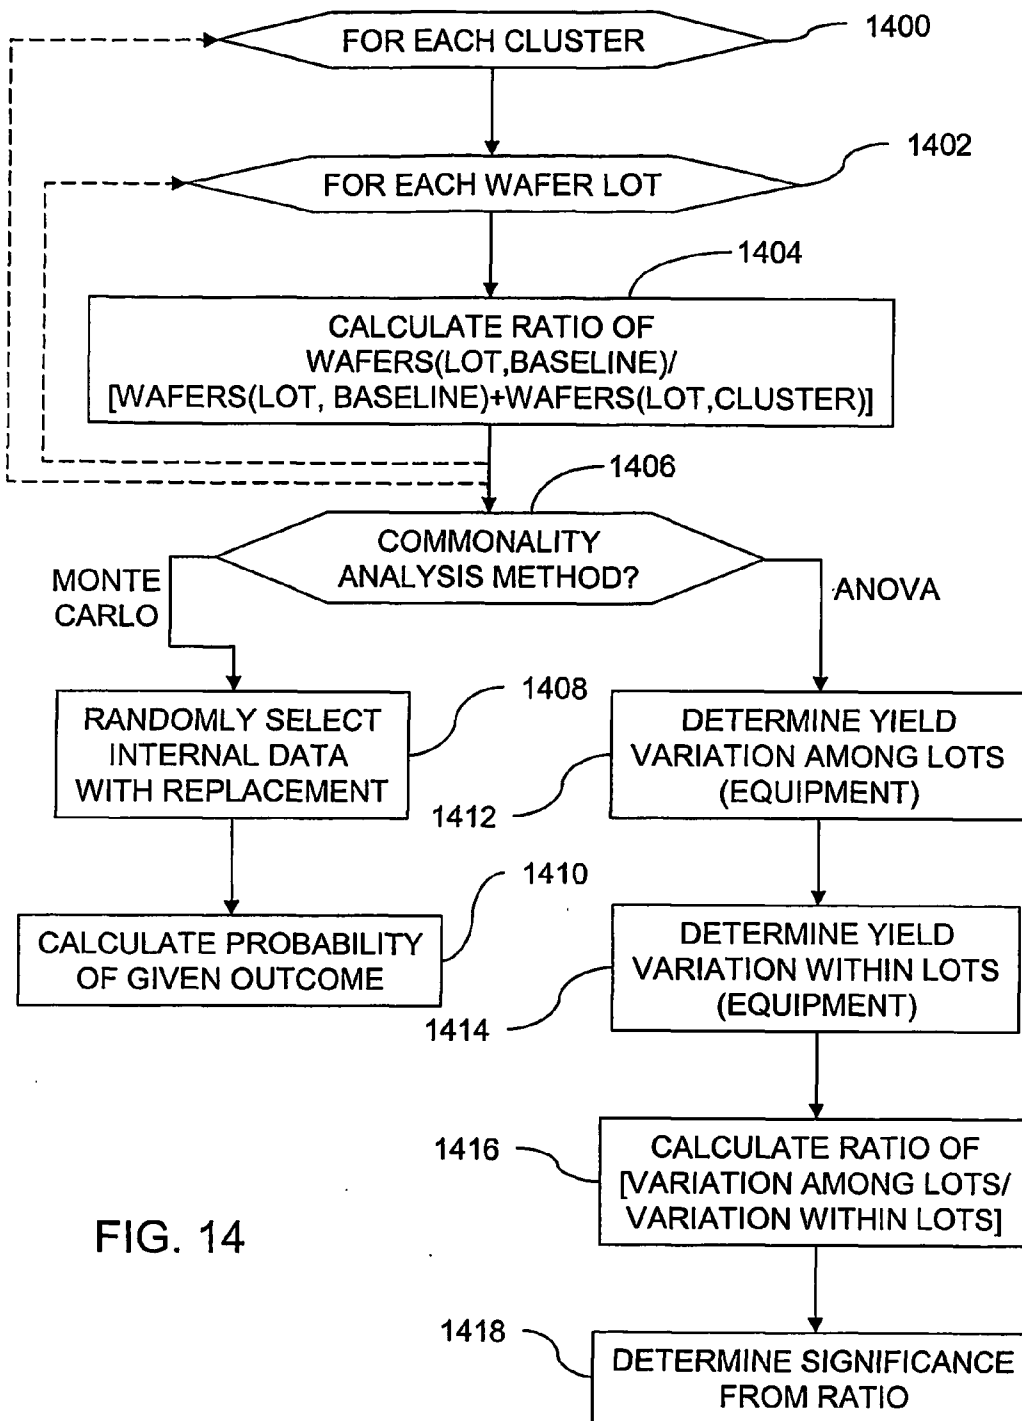 FOR EACH CLUSTER
1400
FOR EACH WAFER LOT
1402
1404
CALCULATE RATIO OF
WAFERS(LOT,BASELINE)/
[WAFERS(LOT, BASELINE)+WAFERS(LOT,CLUSTER)]
1406
COMMONALITY
ANALYSIS METHOD?
MONTE
CARLO
ANOVA
1408
RANDOMLY SELECT
INTERNAL DATA
WITH REPLACEMENT
DETERMINE YIELD
VARIATION AMONG LOTS
(EQUIPMENT)
1412
1410
CALCULATE PROBABILITY
OF GIVEN OUTCOME
DETERMINE YIELD
VARIATION WITHIN LOTS
(EQUIPMENT)
1414
1416
CALCULATE RATIO OF
[VARIATION AMONG LOTS/
VARIATION WITHIN LOTS]
FIG. 14
1418
DETERMINE SIGNIFICANCE
FROM RATIO